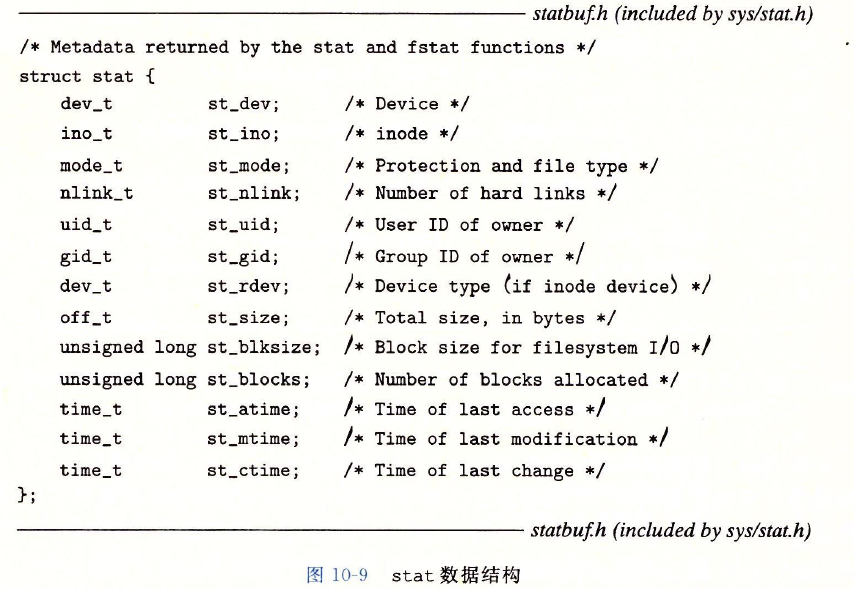 statbuf.h (included by sys/stat.h)
/* Metadata returned by the stat and fstat functions */
struct stat {
    dev_t         st_dev;     /* Device */
    ino_t         st_ino;     /* inode */
    mode_t        st_mode;    /* Protection and file type */
    nlink_t       st_nlink;   /* Number of hard links */
    uid_t         st_uid;     /* User ID of owner */
    gid_t         st_gid;     /* Group ID of owner */
    dev_t         st_rdev;    /* Device type (if inode device) */
    off_t         st_size;    /* Total size, in bytes */
    unsigned long st_blksize; /* Block size for filesystem I/O */
    unsigned long st_blocks;  /* Number of blocks allocated */
    time_t        st_atime;   /* Time of last access */
    time_t        st_mtime;   /* Time of last modification */
    time_t        st_ctime;   /* Time of last change */
};
statbuf.h (included by sys/stat.h)
图 10-9 stat 数据结构